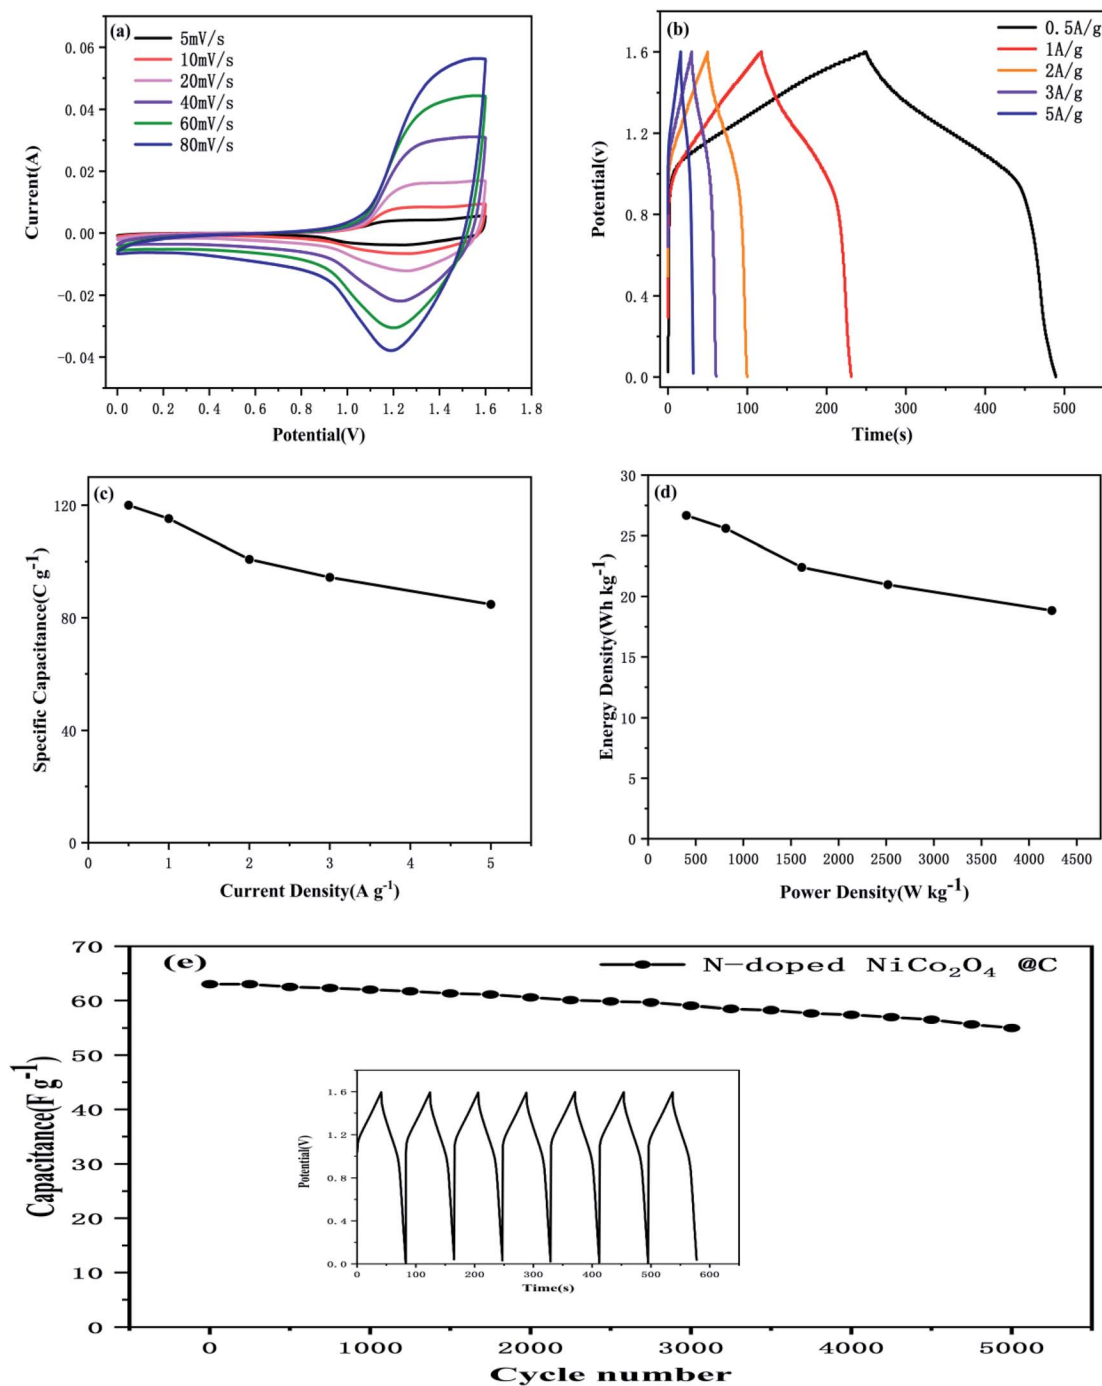 (a)
5mV/s
10mV/s
20mV/s
40mV/s
60mV/s
80mV/s
0.06
0.04
0.02
0.00
-0.02
-0.04
Current(A)
0.0 0.2 0.4 0.6 0.8 1.0 1.2 1.4 1.6 1.8
Potential(V)
(b)
0.5A/g
1A/g
2A/g
3A/g
5A/g
1.6
1.2
0.8
0.4
0.0
Potential(v)
0 100 200 300 400 500
Time(s)
(c)
120
80
40
0
Specific Capacitance(C g-1)
0 1 2 3 4 5
Current Density(A g-1)
(d)
30
25
20
15
10
5
0
Energy Density(Wh kg-1)
0 500 1000 1500 2000 2500 3000 3500 4000 4500
Power Density(W kg-1)
(e)
N-doped NiCo2O4 @C
70
60
50
40
30
20
10
0
Capacitance(F g-1)
1.6
1.2
0.8
0.4
0.0
Potential(V)
0 100 200 300 400 500 600
Time(s)
0 1000 2000 3000 4000 5000
Cycle number